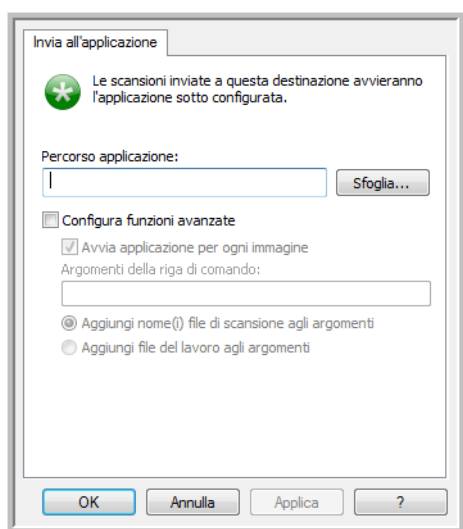 Invia all'applicazione
Le scansioni inviate a questa destinazione avvieranno
l'applicazione sotto configurata.
Percorso applicazione:
Sfoglia...
Configura funzioni avanzate
Avvia applicazione per ogni immagine
Argomenti della riga di comando:
Aggiungi nome(i) file di scansione agli argomenti
Aggiungi file del lavoro agli argomenti
OK Annulla Applica ?